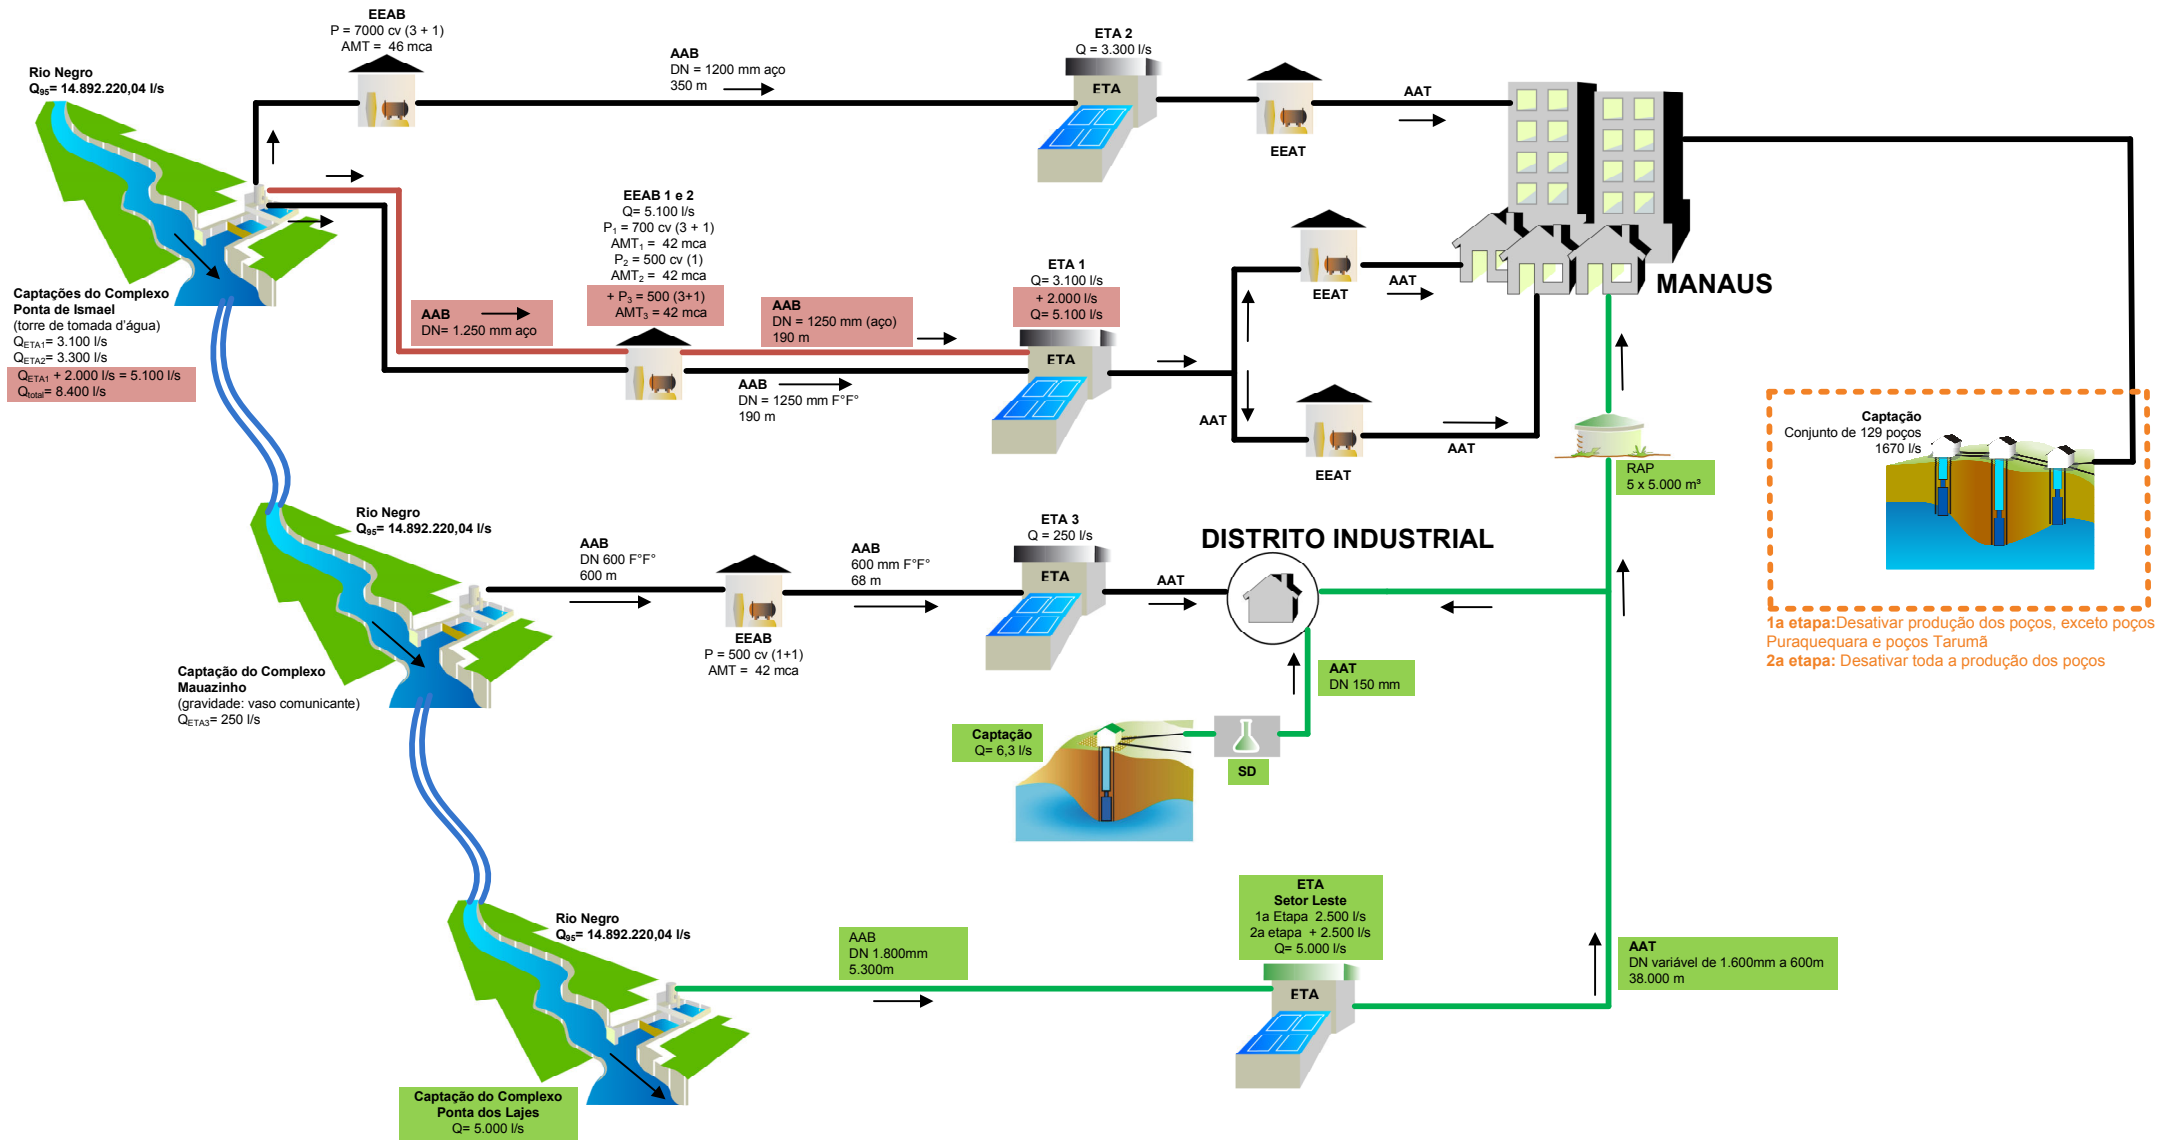 EEAB
P = 7000 cv (3 + 1)
AMT = 46 mca
Rio Negro
Q95= 14.892.220,04 l/s
AAB
DN = 1200 mm aço
350 m
ETA 2
Q = 3.300 l/s
ETA
EEAT
AAT
MANAUS
Captações do Complexo
Ponta de Ismael
(torre de tomada d'água)
QETA1= 3.100 l/s
QETA2= 3.300 l/s
QETA1 + 2.000 l/s = 5.100 l/s
Qtotal= 8.400 l/s
AAB
DN= 1.250 mm aço
EEAB 1 e 2
Q= 5.100 l/s
P1 = 700 cv (3 + 1)
AMT1 = 42 mca
P2 = 500 cv (1)
AMT2 = 42 mca
+ P3 = 500 (3+1)
AMT3 = 42 mca
AAB
DN = 1250 mm (aço)
190 m
AAB
DN = 1250 mm F°F°
190 m
ETA 1
Q= 3.100 l/s
+ 2.000 l/s
Q= 5.100 l/s
ETA
EEAT
AAT
AAT
EEAT
AAT
RAP
5 x 5.000 m³
Captação
Conjunto de 129 poços
1670 l/s
1a etapa:Desativar produção dos poços, exceto poços
Puraquequara e poços Tarumã
2a etapa: Desativar toda a produção dos poços
Rio Negro
Q95= 14.892.220,04 l/s
Captação do Complexo
Mauazinho
(gravidade: vaso comunicante)
QETA3= 250 l/s
AAB
DN 600 F°F°
600 m
EEAB
P = 500 cv (1+1)
AMT = 42 mca
AAB
600 mm F°F°
68 m
ETA 3
Q = 250 l/s
ETA
AAT
DISTRITO INDUSTRIAL
AAT
DN 150 mm
Captação
Q= 6,3 l/s
SD
Rio Negro
Q95= 14.892.220,04 l/s
Captação do Complexo
Ponta dos Lajes
Q= 5.000 l/s
AAB
DN 1.800mm
5.300m
ETA
Setor Leste
1a Etapa 2.500 l/s
2a etapa + 2.500 l/s
Q= 5.000 l/s
ETA
AAT
DN variável de 1.600mm a 600m
38.000 m